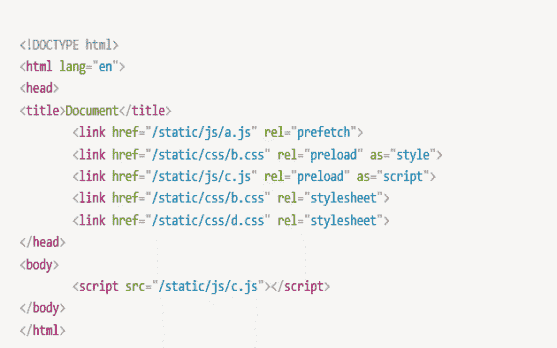 <!DOCTYPE html>
<html lang="en">
<head>
<title>Document</title>
<link href="/static/js/a.js" rel="prefetch">
<link href="/static/css/b.css" rel="preload" as="style">
<link href="/static/js/c.js" rel="preload" as="script">
<link href="/static/css/b.css" rel="stylesheet">
<link href="/static/css/d.css" rel="stylesheet">
</head>
<body>
<script src="/static/js/c.js"></script>
</body>
</html>